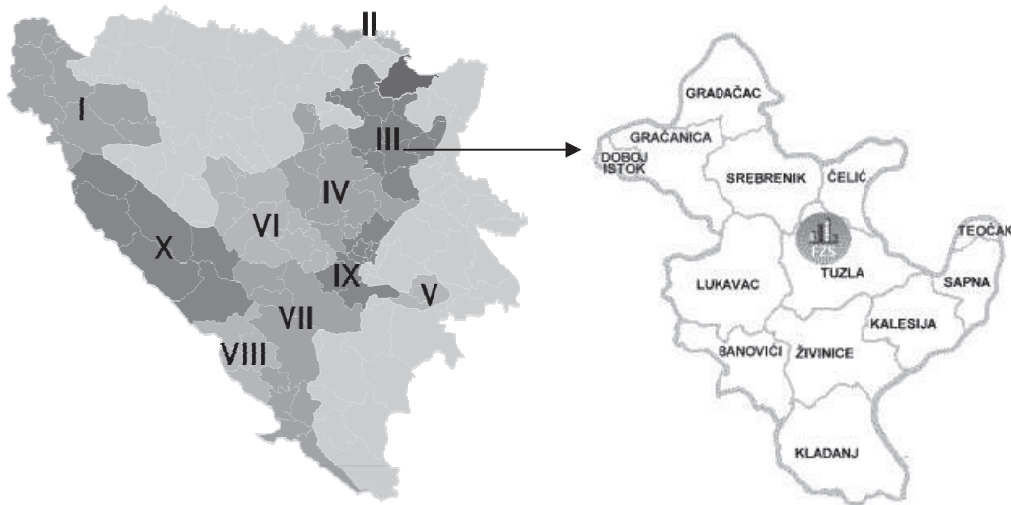 II
I
III
IV
VI
X
IX
V
VII
VIII
GRADAČAC
GRAČANICA
DOBOJ
ISTOK
SREBRENIK
ČELIĆ
TEOČAK
FZS
TUZLA
SAPNA
LUKAVAC
KALESIJA
BANOVIĆI
ŽIVINICE
KLADANJ